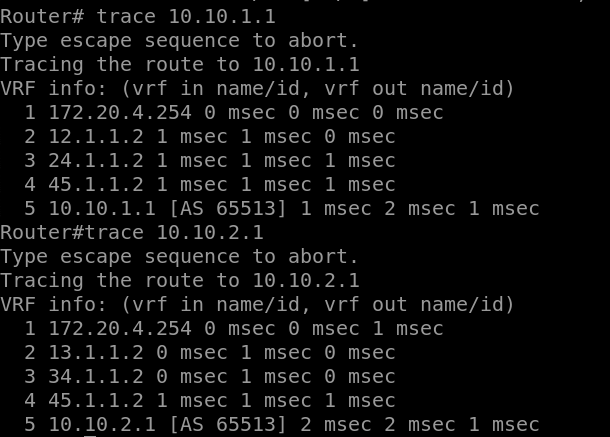 Router# trace 10.10.1.1
Type escape sequence to abort.
Tracing the route to 10.10.1.1
VRF info: (vrf in name/id, vrf out name/id)
  1 172.20.4.254 0 msec 0 msec 0 msec
  2 12.1.1.2 1 msec 1 msec 0 msec
  3 24.1.1.2 1 msec 1 msec 1 msec
  4 45.1.1.2 1 msec 1 msec 1 msec
  5 10.10.1.1 [AS 65513] 1 msec 2 msec 1 msec
Router#trace 10.10.2.1
Type escape sequence to abort.
Tracing the route to 10.10.2.1
VRF info: (vrf in name/id, vrf out name/id)
  1 172.20.4.254 0 msec 0 msec 1 msec
  2 13.1.1.2 0 msec 1 msec 0 msec
  3 34.1.1.2 0 msec 1 msec 0 msec
  4 45.1.1.2 1 msec 1 msec 1 msec
  5 10.10.2.1 [AS 65513] 2 msec 2 msec 1 msec